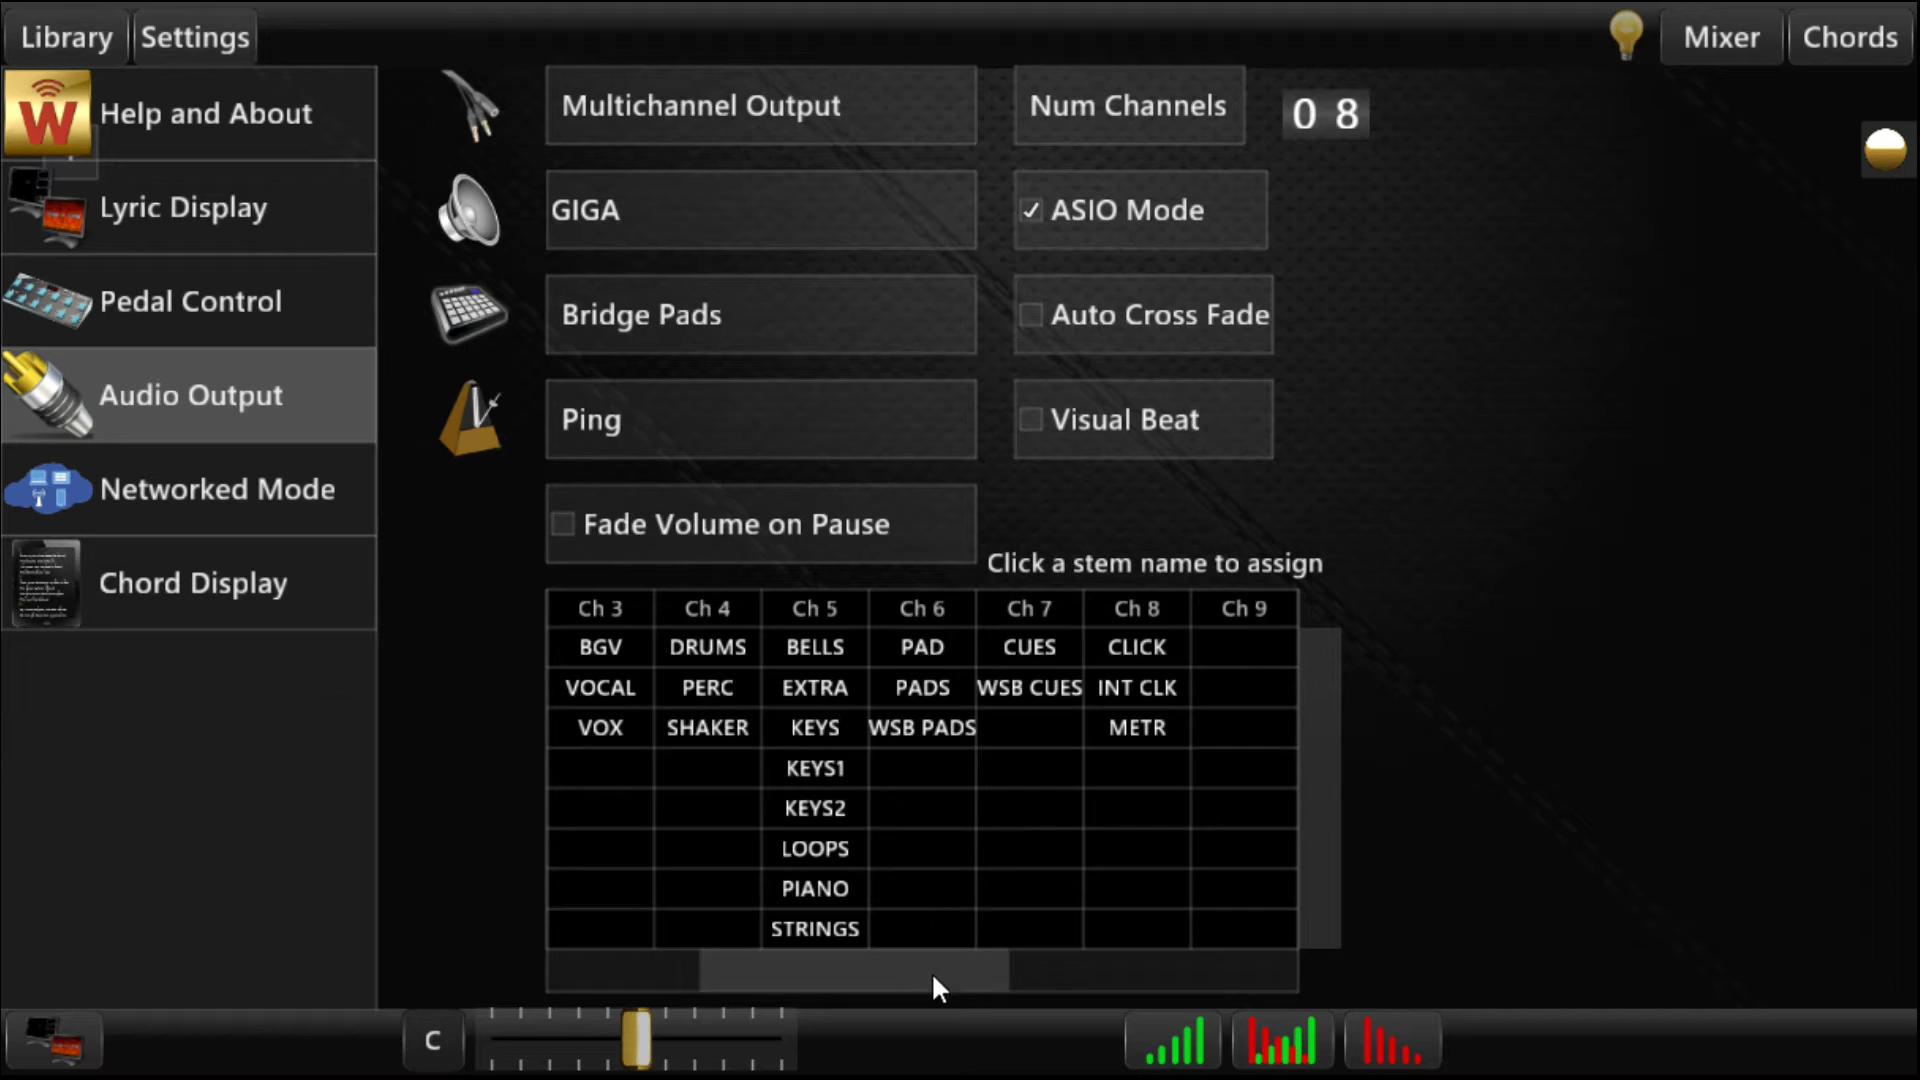 Library Settings Mixer Chords
W Help and About
Lyric Display
Pedal Control
Audio Output
Networked Mode
Chord Display
Multichannel Output Num Channels 0 8
GIGA ✓ ASIO Mode
Bridge Pads Auto Cross Fade
Ping Visual Beat
Fade Volume on Pause
Click a stem name to assign
Ch 3 Ch 4 Ch 5 Ch 6 Ch 7 Ch 8 Ch 9
BGV DRUMS BELLS PAD CUES CLICK
VOCAL PERC EXTRA PADS WSB CUES INT CLK
VOX SHAKER KEYS WSB PADS METR
KEYS1
KEYS2
LOOPS
PIANO
STRINGS
C